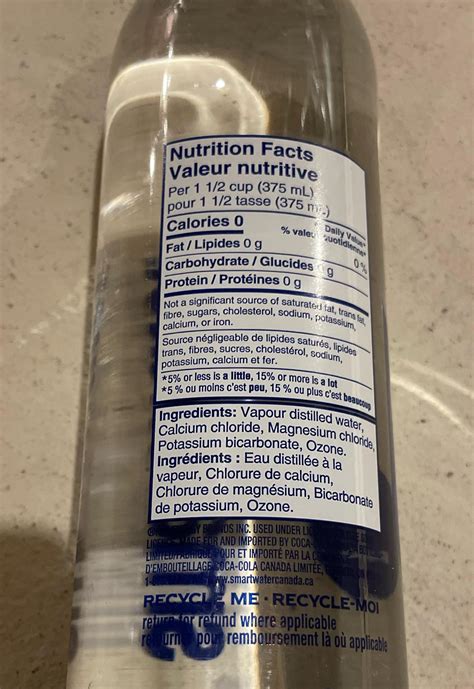 Nutrition Facts
Valeur nutritive
Per 1 1/2 cup (375 mL)
pour 1 1/2 tasse (375 mL)
Calories 0
% Daily Value*
% valeur quotidienne*
Fat / Lipides 0 g 0 %
Carbohydrate / Glucides g
Protein / Protéines 0 g
Not a significant source of saturated fat, trans fat,
fibre, sugars, cholesterol, sodium, potassium,
calcium, or iron.
Source négligeable de lipides saturés, lipides
trans, fibres, sucres, cholestérol, sodium,
potassium, calcium et fer.
*5% or less is a little, 15% or more is a lot
*5 % ou moins c'est peu, 15 % ou plus c'est beaucoup
Ingredients: Vapour distilled water,
Calcium chloride, Magnesium chloride,
Potassium bicarbonate, Ozone.
Ingrédients : Eau distillée à la
vapeur, Chlorure de calcium,
Chlorure de magnésium, Bicarbonate
de potassium, Ozone.
INC. USED UNDER
MADE FOR AND IMPORTED BY COCA-
LIMITED/FABRIQUÉ POUR ET IMPORTÉ PAR LA
D'EMBOUTEILLAGE COCA-COLA CANADA LIMITÉE,
www.smartwatercanada.ca
RECYCLE ME · RECYCLE-MOI
return for refund where applicable
retourner pour remboursement là où applicable